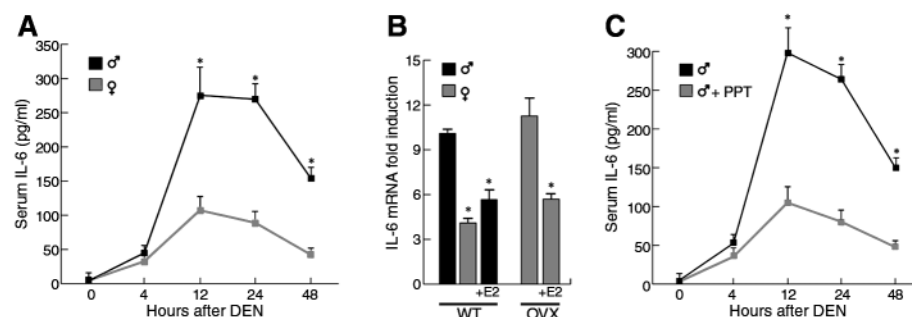 A
Serum IL-6 (pg/ml)
350
300
250
200
150
100
50
0
♂
♀
*
*
*
0 4 12 24 48
Hours after DEN
B
IL-6 mRNA fold induction
15
12
9
6
3
0
♂
♀
*
*
*
+E2 +E2
WT OVX
C
Serum IL-6 (pg/ml)
300
250
200
150
100
50
0
♂
♂ + PPT
*
*
*
0 4 12 24 48
Hours after DEN